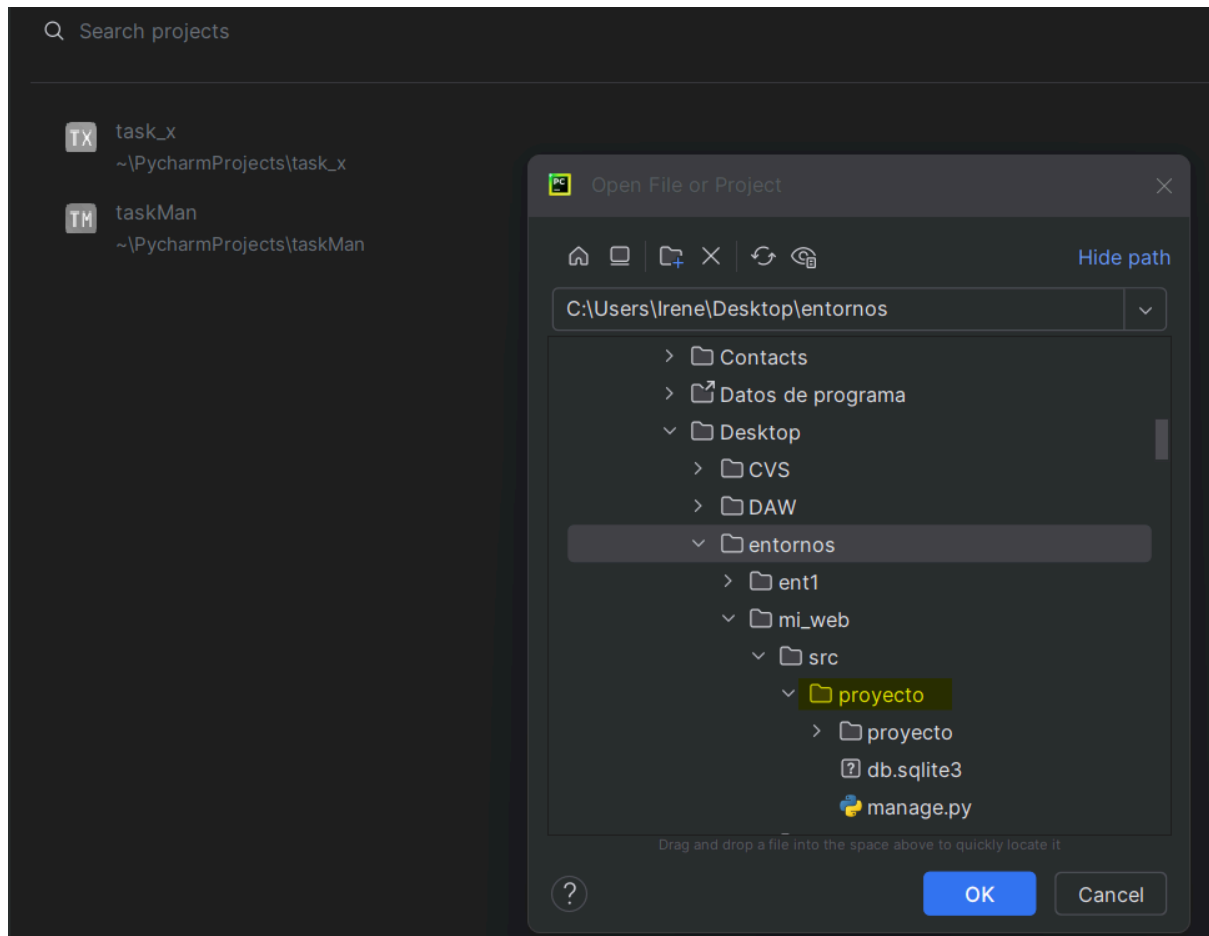 Search projects
TX
task_x
~\PycharmProjects\task_x
TM
taskMan
~\PycharmProjects\taskMan
PC
Open File or Project
Hide path
C:\Users\Irene\Desktop\entornos
Contacts
Datos de programa
Desktop
CVS
DAW
entornos
ent1
mi_web
src
proyecto
proyecto
? db.sqlite3
manage.py
Drag and drop a file into the space above to quickly locate it
?
OK
Cancel